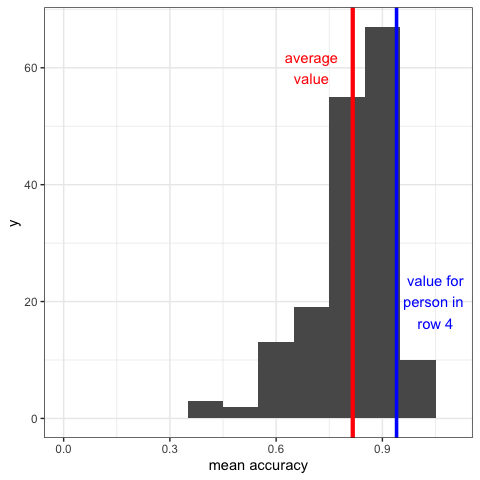 average
value
value for
person in
row 4
60
40
20
0
y
0.0
0.3
0.6
0.9
mean accuracy